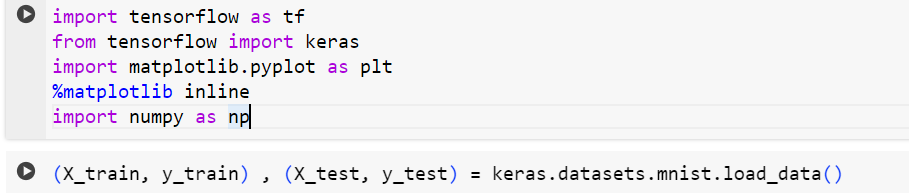 import tensorflow as tf
from tensorflow import keras
import matplotlib.pyplot as plt
%matplotlib inline
import numpy as np
(X_train, y_train) , (X_test, y_test) = keras.datasets.mnist.load_data()